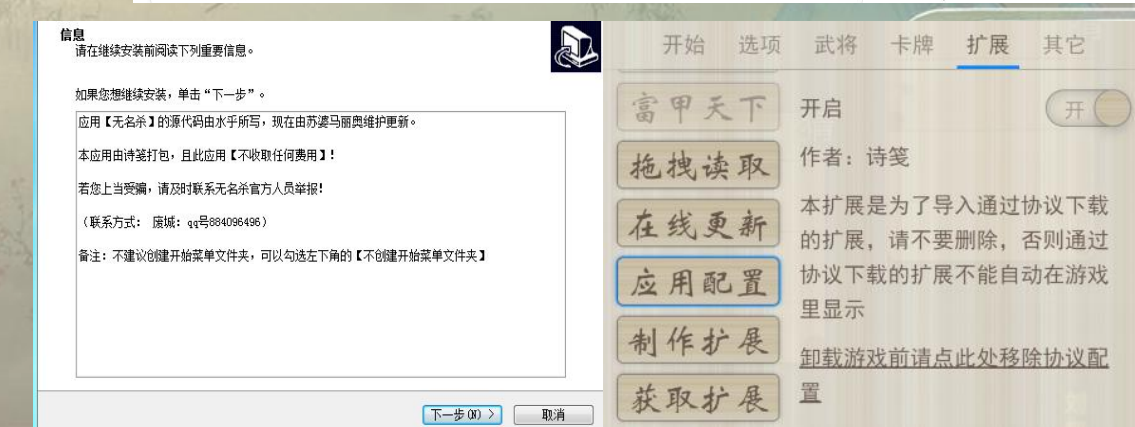 信息
请在继续安装前阅读下列重要信息。
如果您想继续安装，单击“下一步”。
应用【无名杀】的源代码由水乎所写，现在由苏婆马丽奥维护更新。
本应用由诗笺打包，且此应用【不收取任何费用】！
若您上当受骗，请及时联系无名杀官方人员举报！
（联系方式： 废城：qq号884096496）
备注：不建议创建开始菜单文件夹，可以勾选左下角的【不创建开始菜单文件夹】
下一步(N) >
取消
开始 选项 武将 卡牌 扩展 其它
富甲天下
拖拽读取
在线更新
应用配置
制作扩展
获取扩展
开启
开
作者：诗笺
本扩展是为了导入通过协议下载
的扩展，请不要删除，否则通过
协议下载的扩展不能自动在游戏
里显示
卸载游戏前请点此处移除协议配
置